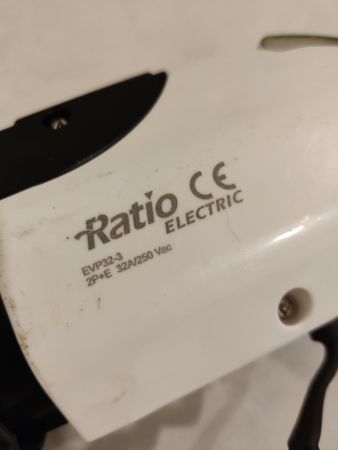 Ratio CE
ELECTRIC
EVP32-3
2P+E 32A/250 Vac